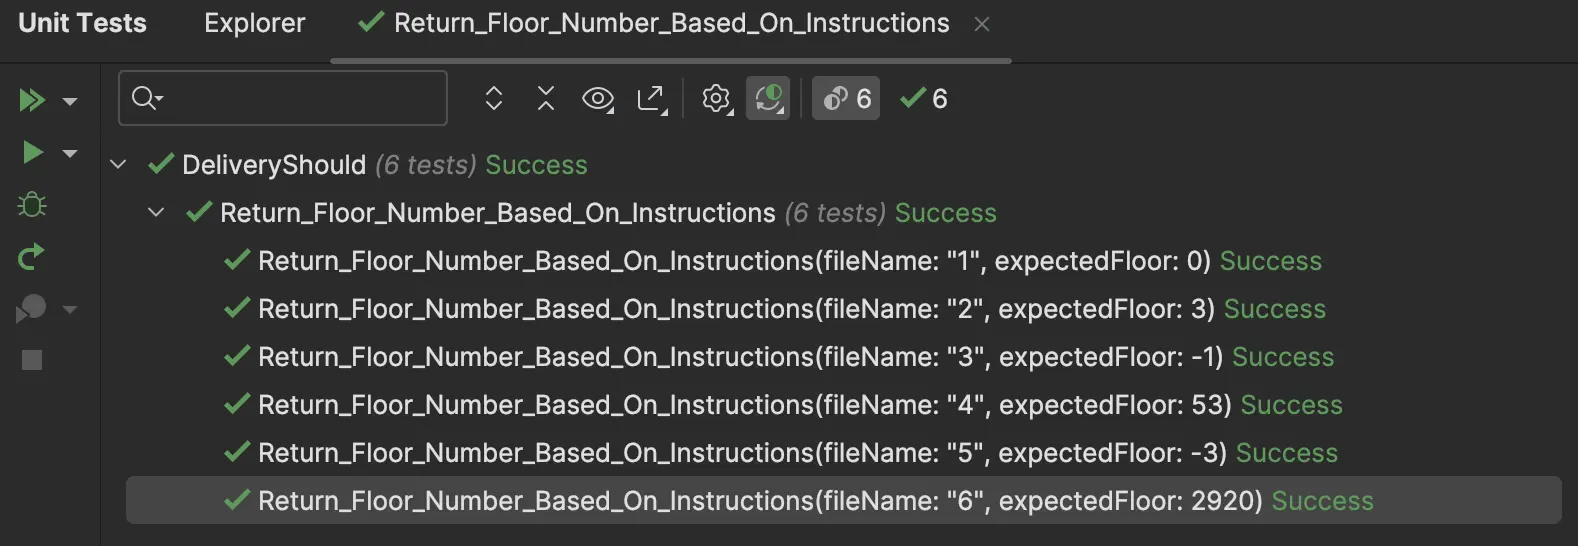 Unit Tests Explorer Return_Floor_Number_Based_On_Instructions
6 6
DeliveryShould (6 tests) Success
Return_Floor_Number_Based_On_Instructions (6 tests) Success
Return_Floor_Number_Based_On_Instructions(fileName: "1", expectedFloor: 0) Success
Return_Floor_Number_Based_On_Instructions(fileName: "2", expectedFloor: 3) Success
Return_Floor_Number_Based_On_Instructions(fileName: "3", expectedFloor: -1) Success
Return_Floor_Number_Based_On_Instructions(fileName: "4", expectedFloor: 53) Success
Return_Floor_Number_Based_On_Instructions(fileName: "5", expectedFloor: -3) Success
Return_Floor_Number_Based_On_Instructions(fileName: "6", expectedFloor: 2920) Success